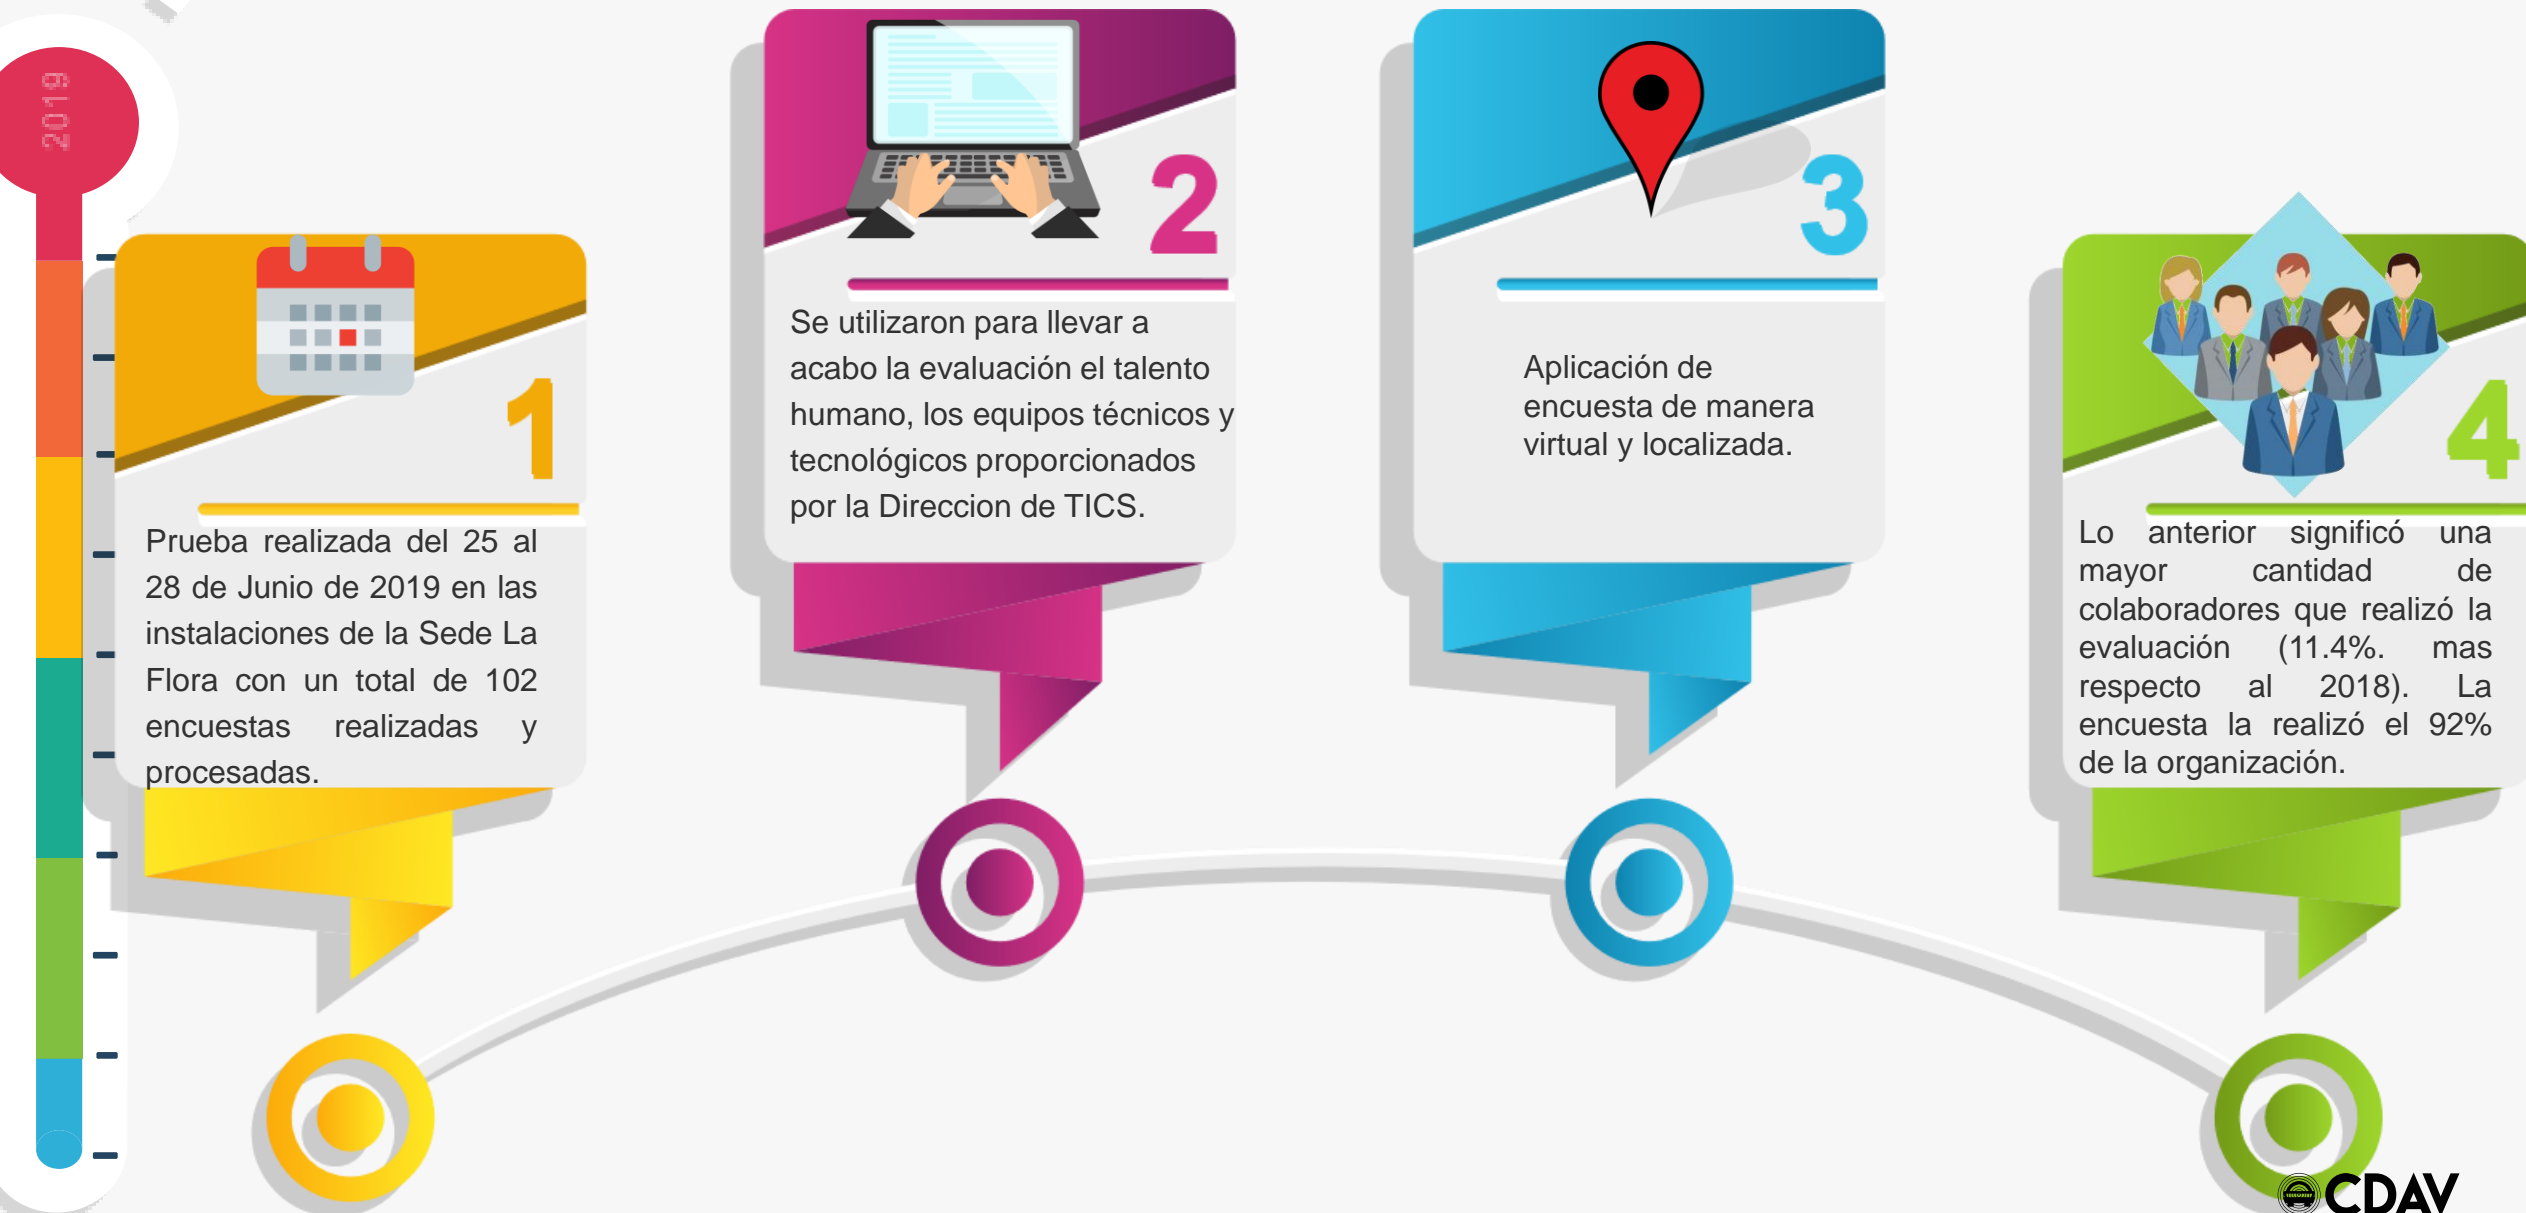 2019
1
Prueba realizada del 25 al
28 de Junio de 2019 en las
instalaciones de la Sede La
Flora con un total de 102
encuestas realizadas y
procesadas.
2
Se utilizaron para llevar a
acabo la evaluación el talento
humano, los equipos técnicos y
tecnológicos proporcionados
por la Direccion de TICS.
3
Aplicación de
encuesta de manera
virtual y localizada.
4
Lo anterior significó una
mayor cantidad de
colaboradores que realizó la
evaluación (11.4%. mas
respecto al 2018). La
encuesta la realizó el 92%
de la organización.
CDAV